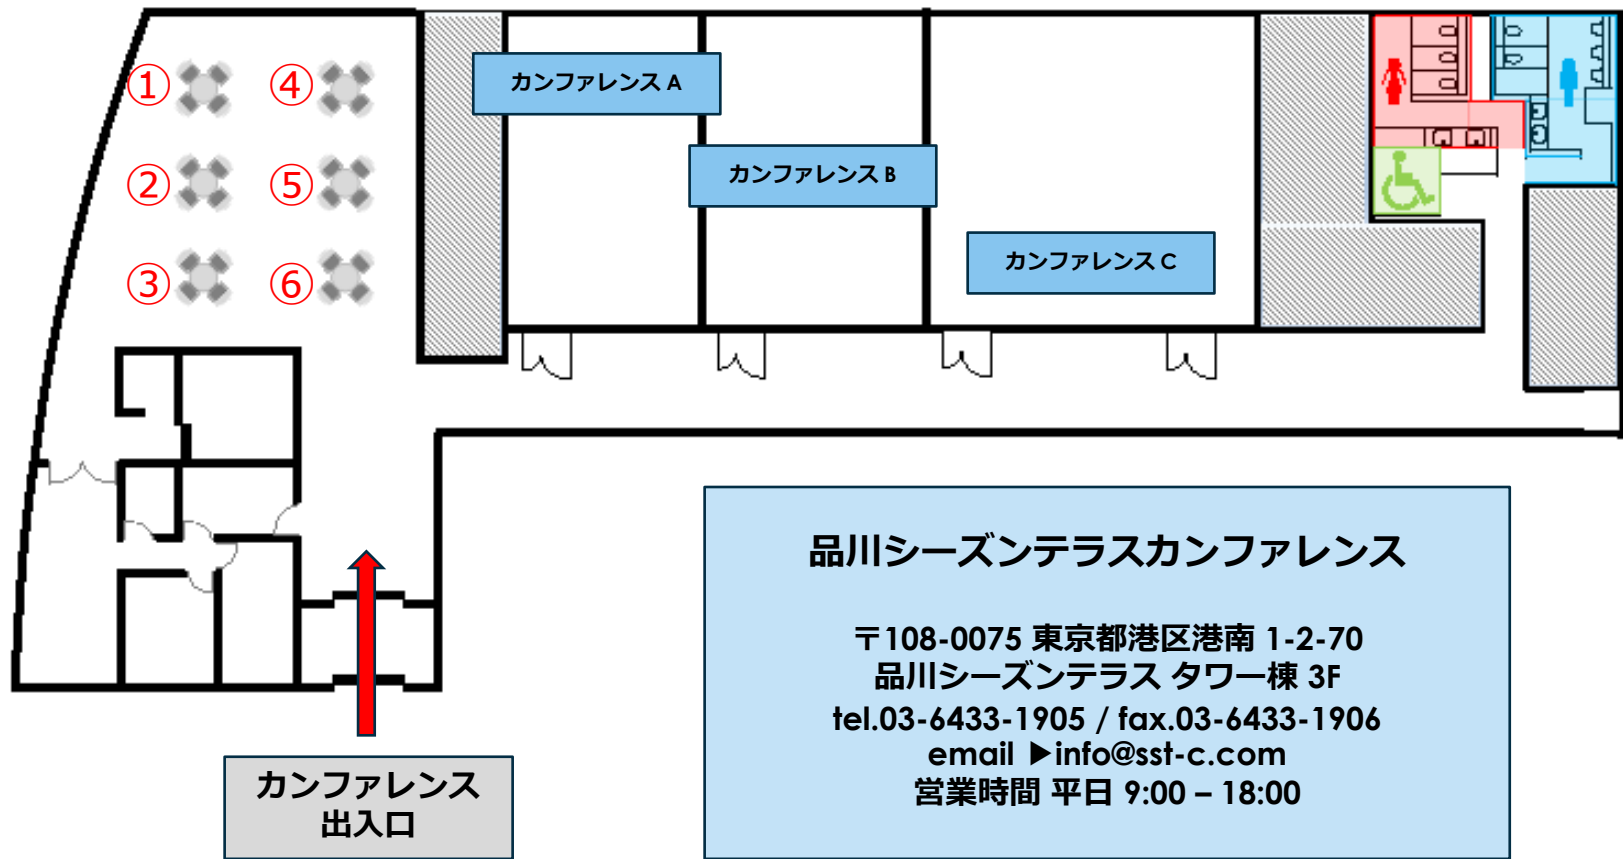 ① ④
② ⑤
③ ⑥
カンファレンス A
カンファレンス B
カンファレンス C
カンファレンス
出入口
品川シーズンテラスカンファレンス
〒108-0075 東京都港区港南 1-2-70
品川シーズンテラス タワー棟 3F
tel.03-6433-1905 / fax.03-6433-1906
email ▶info@sst-c.com
営業時間 平日 9:00 – 18:00